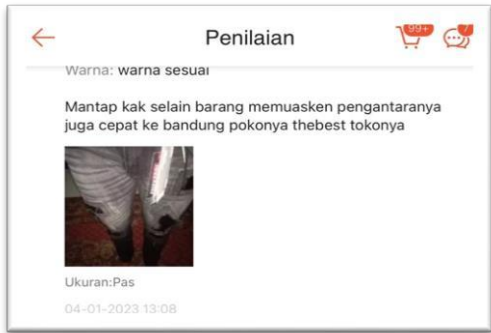 Penilaian
99+
7
Warna: warna sesuai
Mantap kak selain barang memuasken pengantaranya
juga cepat ke bandung pokonya thebest tokonya
Ukuran:Pas
04-01-2023 13:08